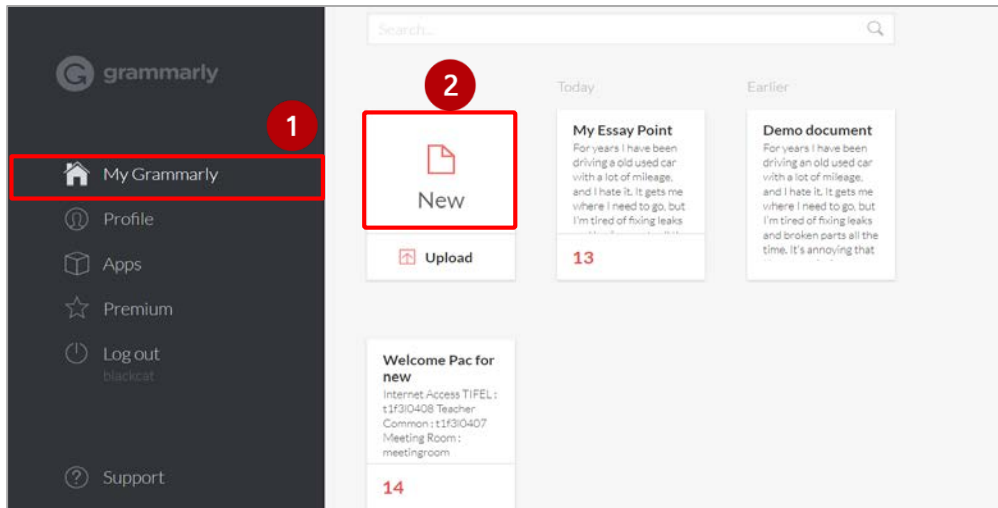 Search...
grammarly
2
Today
Earlier
1
My Essay Point
For years I have been
driving a old used car
with a lot of mileage,
and I hate it. It gets me
where I need to go, but
I'm tired of fixing leaks
Demo document
For years I have been
driving an old used car
with a lot of mileage,
and I hate it. It gets me
where I need to go, but
I'm tired of fixing leaks
and broken parts all the
time. It's annoying that
My Grammarly
New
Profile
Upload
13
Apps
Premium
Log out
blackcat
Welcome Pac for
new
Internet Access TIFEL :
t1f3l0408 Teacher
Common : t1f3l0407
Meeting Room :
meetingroom
Support
14